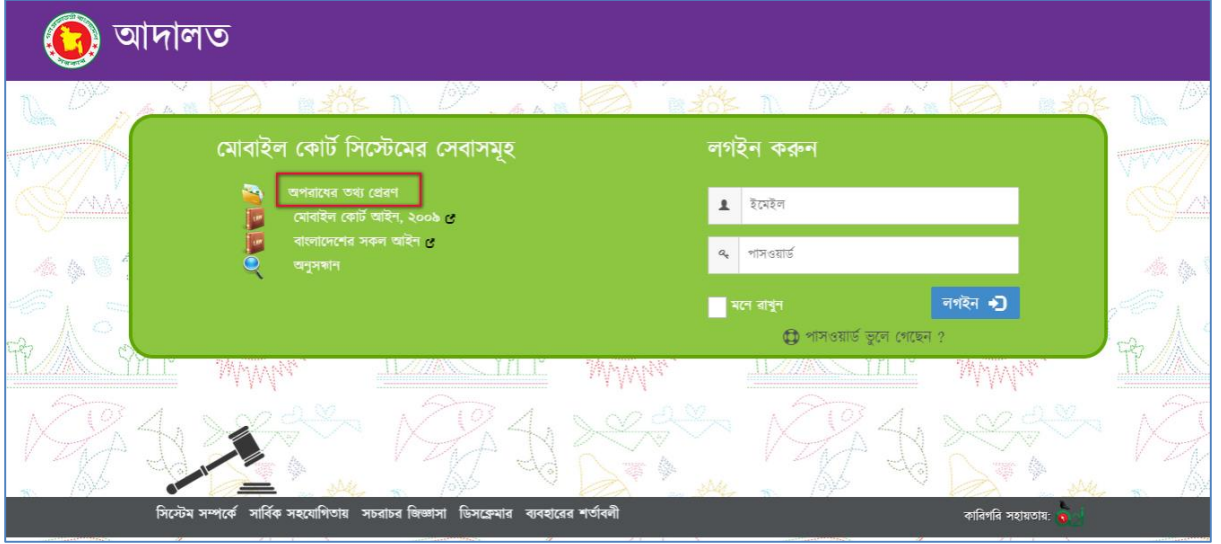 আদালত
মোবাইল কোর্ট সিস্টেমের সেবাসমূহ
অপরাধের তথ্য প্রেরণ
মোবাইল কোর্ট আইন, ২০০৯
বাংলাদেশের সকল আইন
অনুসন্ধান
লগইন করুন
ইমেইল
পাসওয়ার্ড
মনে রাখুন
লগইন
পাসওয়ার্ড ভুলে গেছেন ?
সিস্টেম সম্পর্কে সার্বিক সহযোগিতায় সচরাচর জিজ্ঞাসা ডিসক্লেমার ব্যবহারের শর্তাবলী
কারিগরি সহায়তায়: